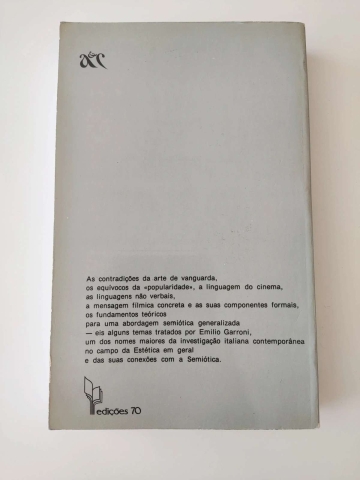 a&c
As contradições da arte de vanguarda,
os equívocos da «popularidade», a linguagem do cinema,
as linguagens não verbais,
a mensagem fílmica concreta e as suas componentes formais,
os fundamentos teóricos
para uma abordagem semiótica generalizada
— eis alguns temas tratados por Emilio Garroni,
um dos nomes maiores da investigação italiana contemporânea
no campo da Estética em geral
e das suas conexões com a Semiótica.
edições 70